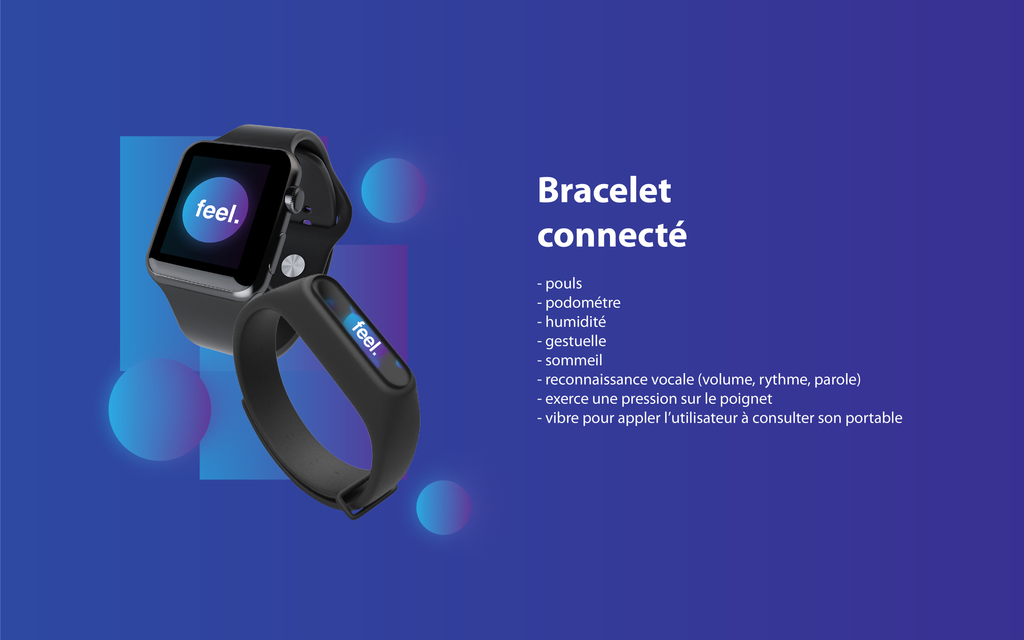 feel.
feel.
Bracelet
connecté
- pouls
- podométre
- humidité
- gestuelle
- sommeil
- reconnaissance vocale (volume, rythme, parole)
- exerce une pression sur le poignet
- vibre pour appler l’utilisateur à consulter son portable